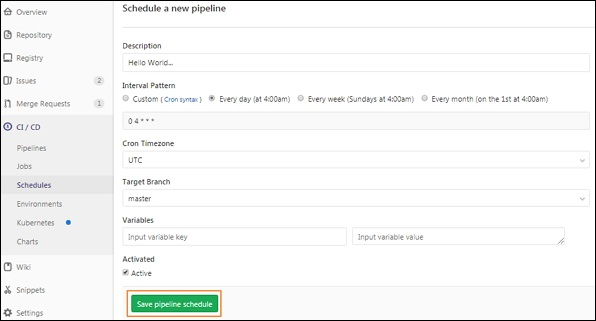 Overview
Repository
Registry
Issues 2
Merge Requests 1
CI / CD
Pipelines
Jobs
Schedules
Environments
Kubernetes
Charts
Wiki
Snippets
Settings
Schedule a new pipeline
Description
Hello World...
Interval Pattern
Custom ( Cron syntax ) Every day (at 4:00am) Every week (Sundays at 4:00am) Every month (on the 1st at 4:00am)
0 4 * * *
Cron Timezone
UTC
Target Branch
master
Variables
Input variable key Input variable value
Activated
Active
Save pipeline schedule